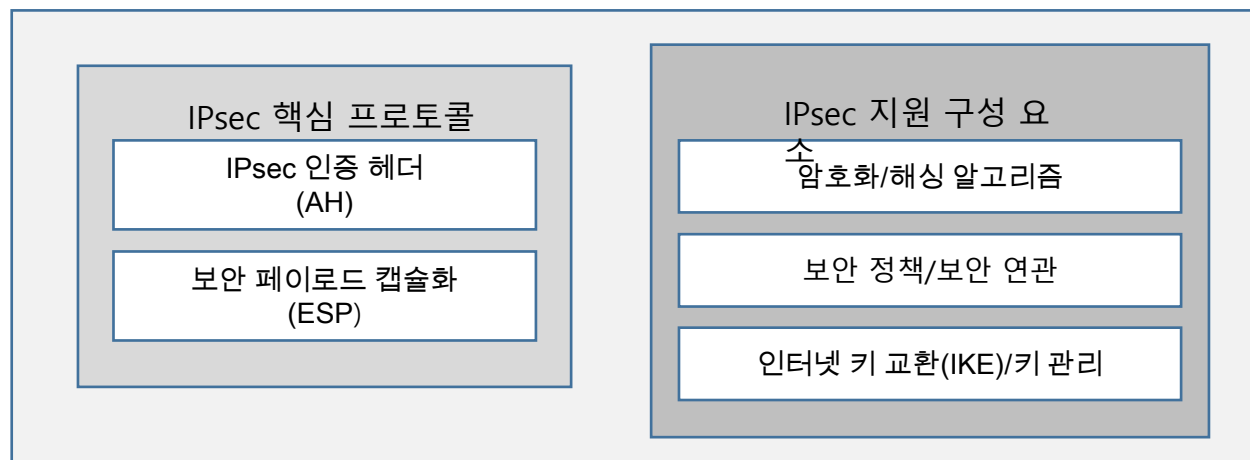 IPsec 핵심 프로토콜
IPsec 인증 헤더
(AH)
보안 페이로드 캡슐화
(ESP)
IPsec 지원 구성 요
소
암호화/해싱 알고리즘
보안 정책/보안 연관
인터넷 키 교환(IKE)/키 관리